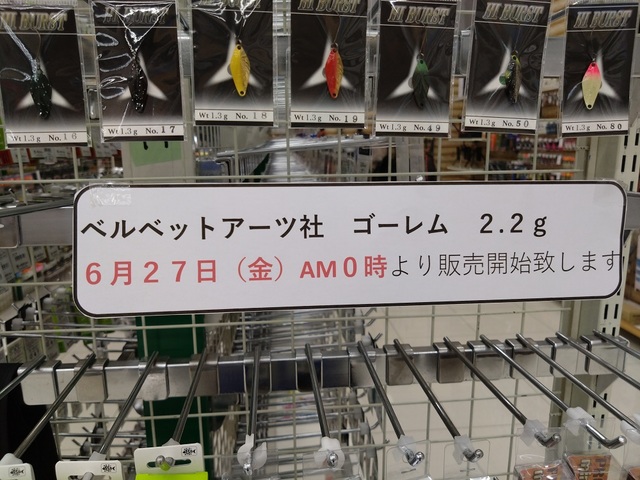 HI BURST
HI BURST
HI BURST
HI BURST
HI BURST
Wt 1.3g No. 16
Wt 1.3g No. 17
Wt 1.3g No. 18
Wt 1.3g No. 19
Wt 1.3g No. 49
Wt 1.3g No. 50
Wt 1.3g No. 80
ベルベットアーツ社 ゴーレム 2.2g
6月27日(金)AM0時より販売開始致します